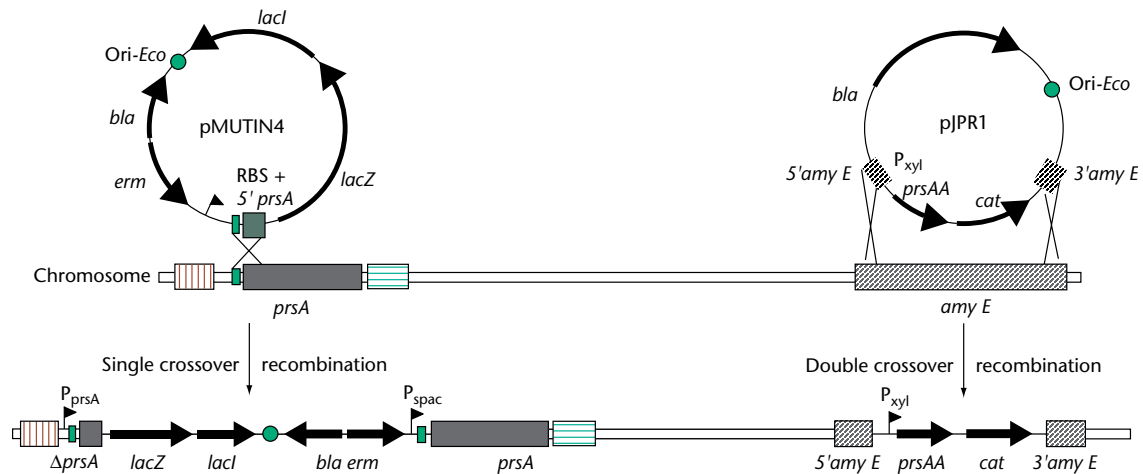 lacI
Ori-Eco
bla
pMUTIN4
erm
RBS +
5' prsA
lacZ
bla
Ori-Eco
pJPR1
5'amy E
Pxyl
prsAA
cat
3'amy E
Chromosome
prsA
amy E
Single crossover recombination
Double crossover recombination
PprsA
Pspac
Pxyl
ΔprsA
lacZ
lacI
bla erm
prsA
5'amy E
prsAA
cat
3'amy E